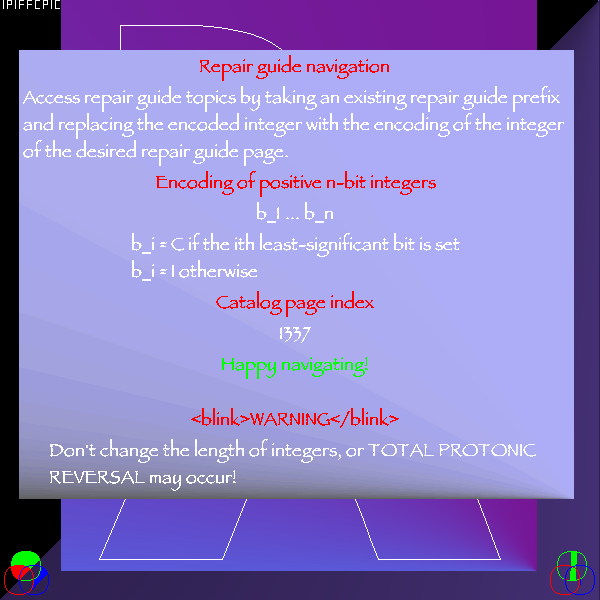 IPIFFCPIC
Repair guide navigation
Access repair guide topics by taking an existing repair guide prefix
and replacing the encoded integer with the encoding of the integer
of the desired repair guide page.
Encoding of positive n-bit integers
b_1 ... b_n
b_i = C if the ith least-significant bit is set
b_i = I otherwise
Catalog page index
1337
Happy navigating!
<blink>WARNING</blink>
Don't change the length of integers, or TOTAL PROTONIC
REVERSAL may occur!